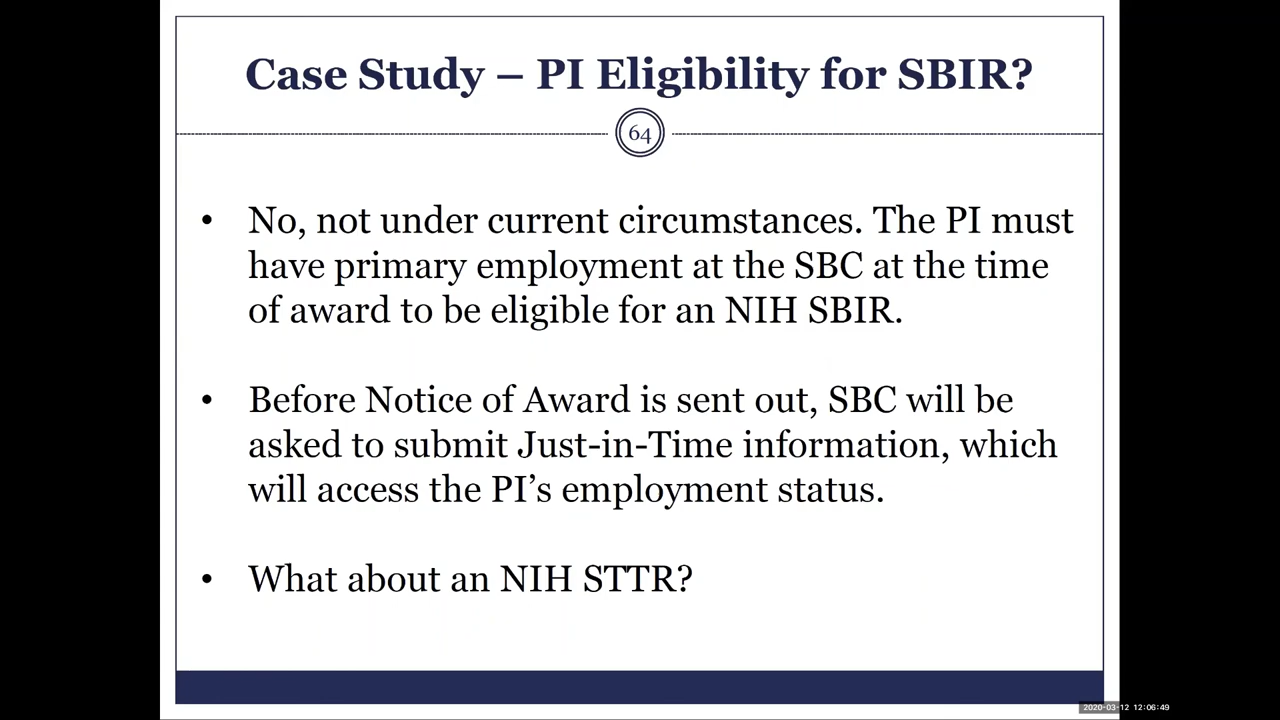 Case Study – PI Eligibility for SBIR?
64
• No, not under current circumstances. The PI must
have primary employment at the SBC at the time
of award to be eligible for an NIH SBIR.
• Before Notice of Award is sent out, SBC will be
asked to submit Just-in-Time information, which
will access the PI’s employment status.
• What about an NIH STTR?
2020-03-12 12:06:49